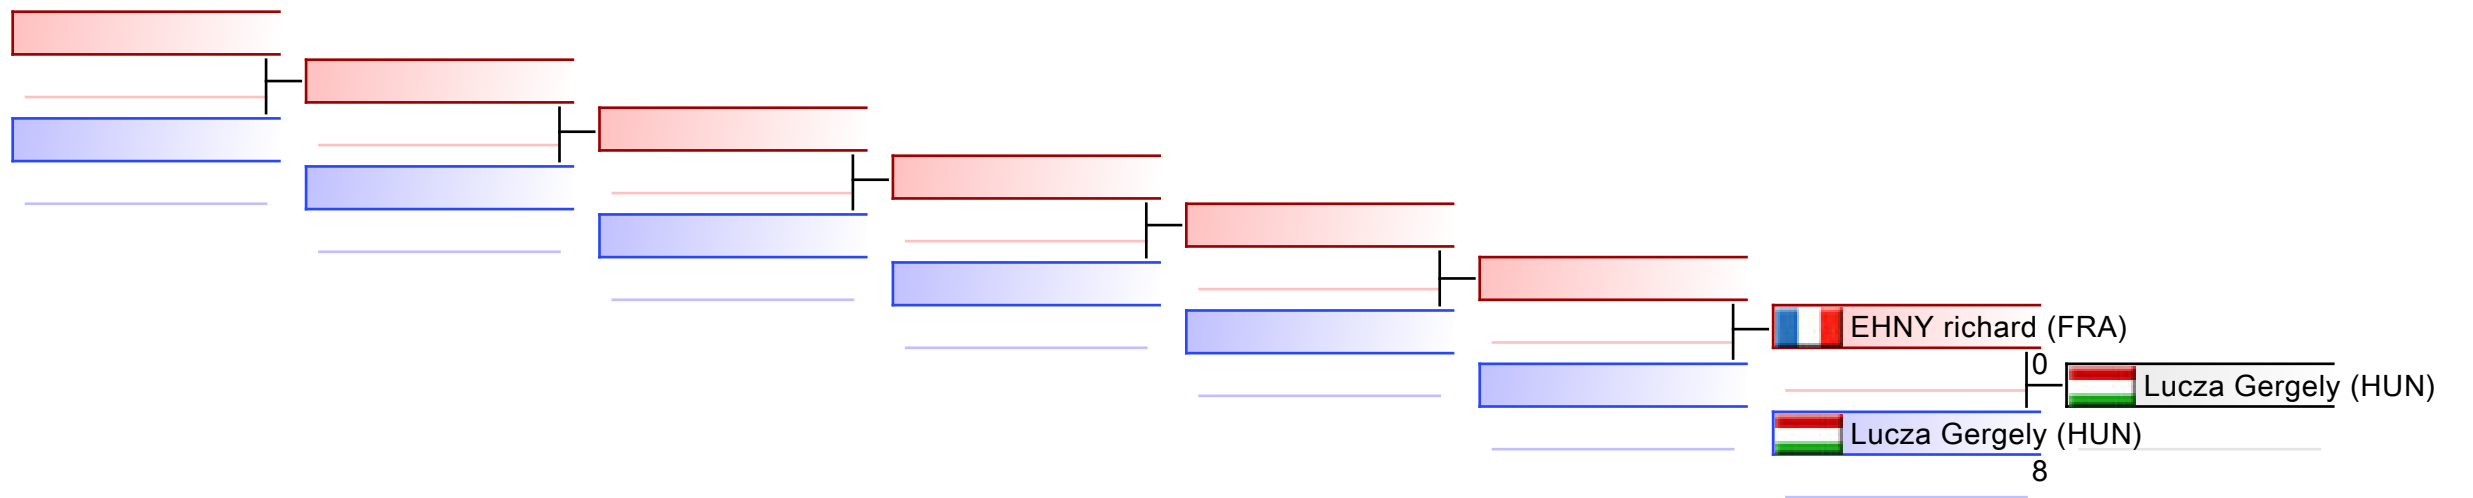 EHNY richard (FRA)
0
Lucza Gergely (HUN)
Lucza Gergely (HUN)
8